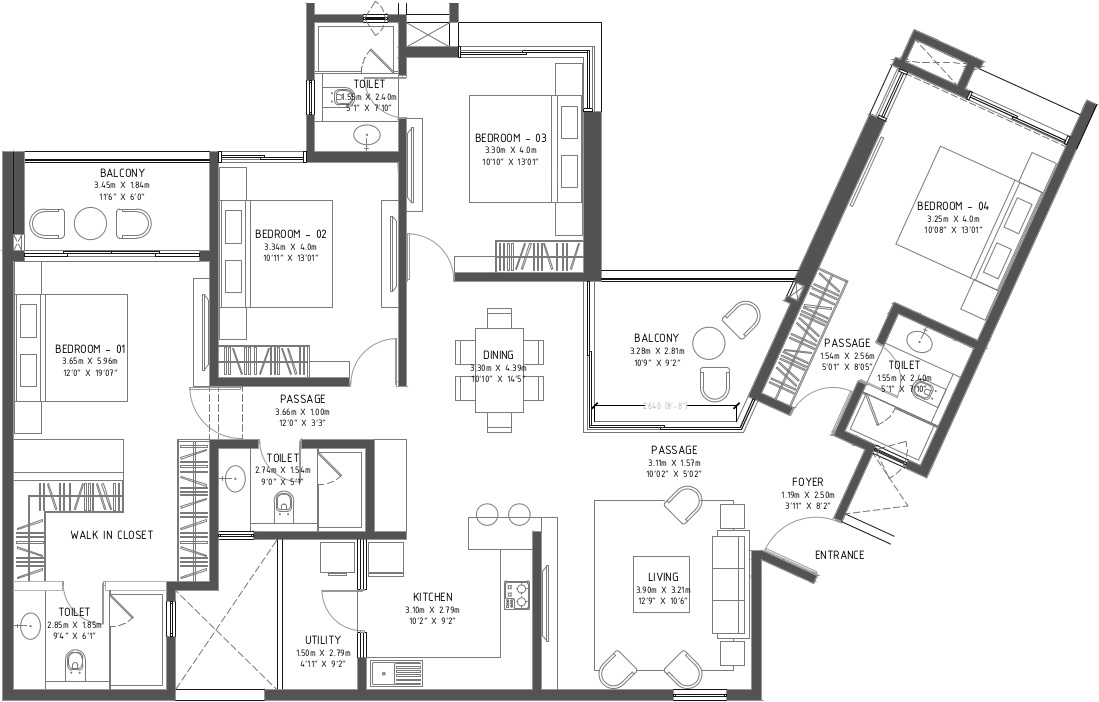 TOILET
1.55m X 2.40m
5'1" X 7'10"
BEDROOM - 03
3.30m X 4.0m
10'10" X 13'01"
BALCONY
3.45m X 1.84m
11'6" X 6'0"
BEDROOM - 02
3.34m X 4.0m
10'11" X 13'01"
BEDROOM - 04
3.25m X 4.0m
10'08" X 13'01"
BEDROOM - 01
3.65m X 5.96m
12'0" X 19'07"
DINING
3.30m X 4.39m
10'10" X 14'5"
BALCONY
3.28m X 2.81m
10'9" X 9'2"
2640 [8'-8"]
PASSAGE
1.54m X 2.56m
5'01" X 8'05"
TOILET
1.55m X 2.40m
5'1" X 7'10"
PASSAGE
3.66m X 1.00m
12'0" X 3'3"
TOILET
2.74m X 1.54m
9'0" X 5'1"
PASSAGE
3.11m X 1.57m
10'02" X 5'02"
FOYER
1.19m X 2.50m
3'11" X 8'2"
WALK IN CLOSET
ENTRANCE
LIVING
3.90m X 3.21m
12'9" X 10'6"
KITCHEN
3.10m X 2.79m
10'2" X 9'2"
TOILET
2.85m X 1.85m
9'4" X 6'1"
UTILITY
1.50m X 2.79m
4'11" X 9'2"